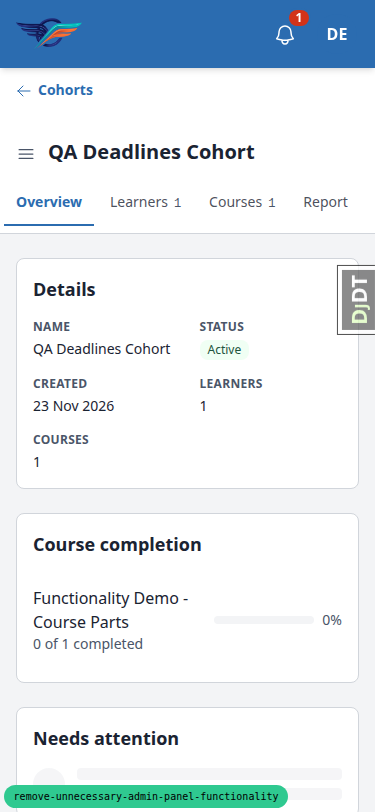 1
DE
Cohorts
QA Deadlines Cohort
Overview Learners 1 Courses 1 Report
DjDT
Details
NAME STATUS
QA Deadlines Cohort Active
CREATED LEARNERS
23 Nov 2026 1
COURSES
1
Course completion
Functionality Demo -
Course Parts
0%
0 of 1 completed
Needs attention
remove-unnecessary-admin-panel-functionality